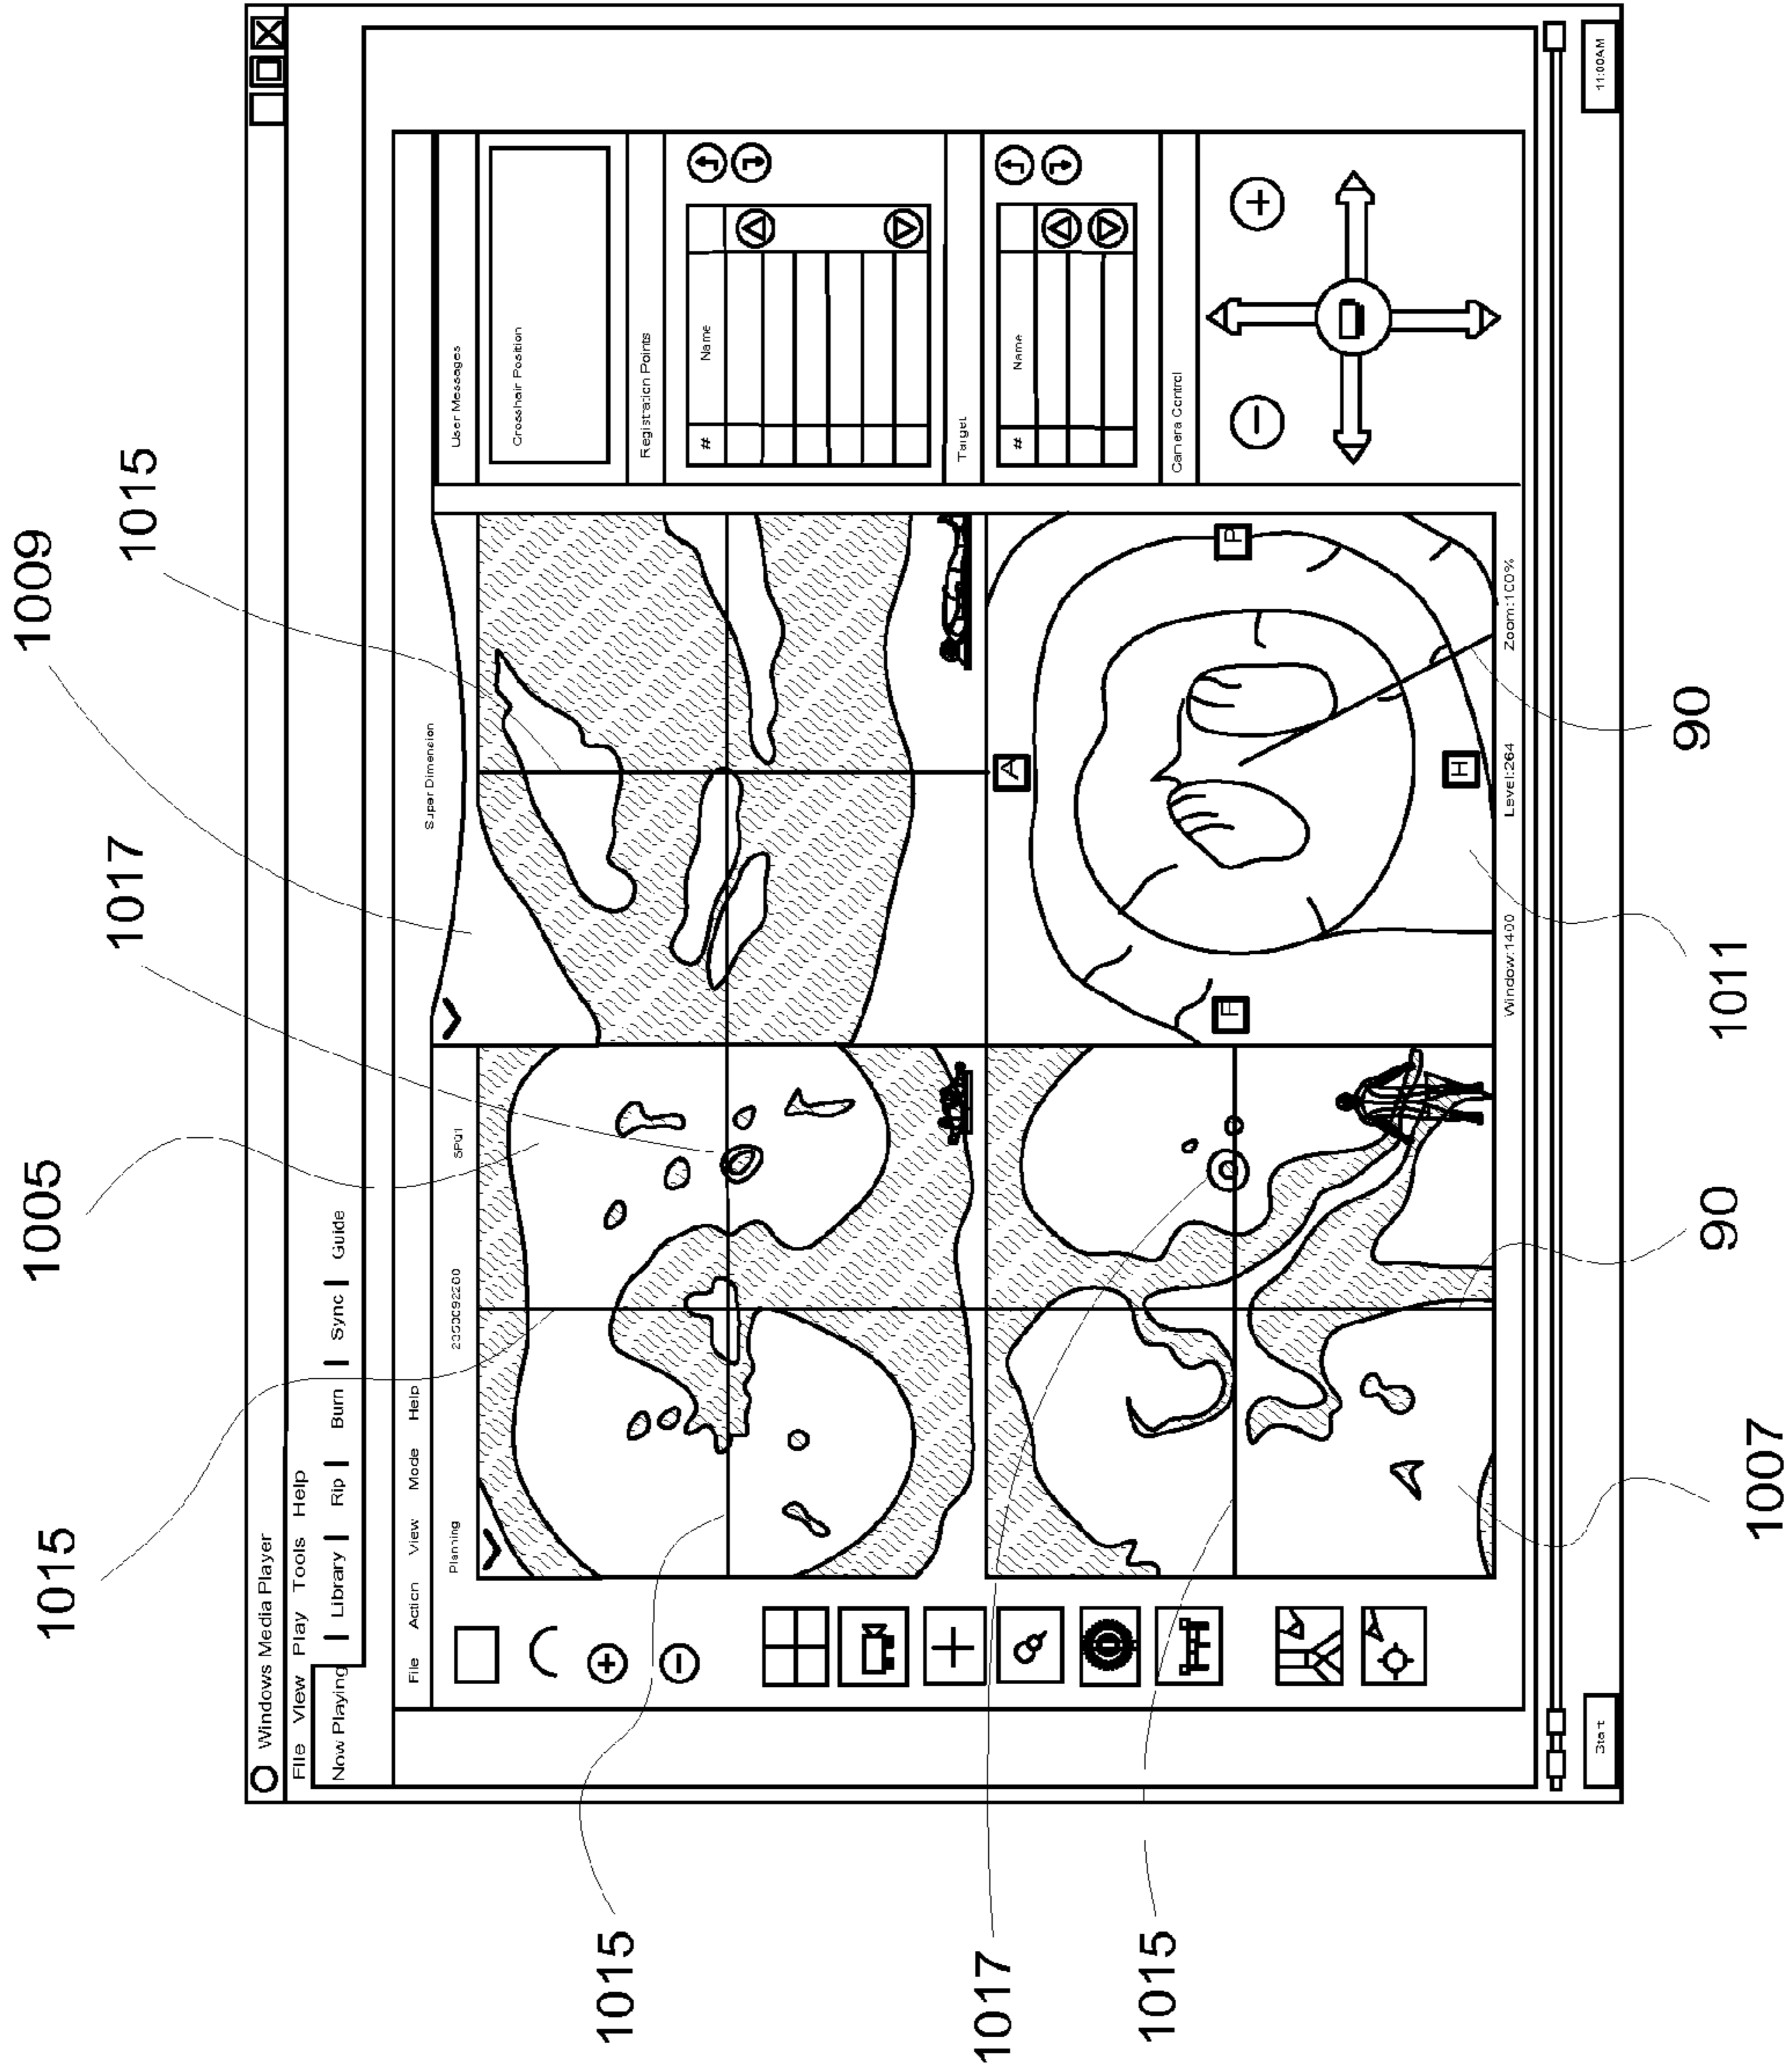 Windows Media Player
File View Play Tools Help
Now Playing | Library | Rip | Burn | Sync | Guide
File Action View Mode Help
Planning
SP01
Super Dimension
User Messages
Crosshair Position
Registration Points
# Name
Target
# Name
Camera Control
A
F
P
H
Window:1400 Level:264 Zoom:100%
Start
11:00AM
1015
1005
1017
1009
1015
1015
1017
1015
1007
90
1011
90